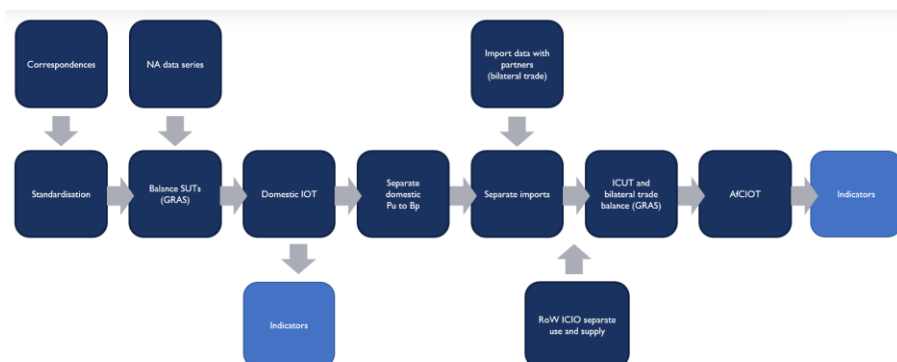 Correspondences
NA data series
Import data with
partners
(bilateral trade)
Standardisation
Balance SUTs
(GRAS)
Domestic IOT
Separate
domestic
Pu to Bp
Separate imports
ICUT and
bilateral trade
balance (GRAS)
AfCIOT
Indicators
Indicators
RoW ICIO separate
use and supply